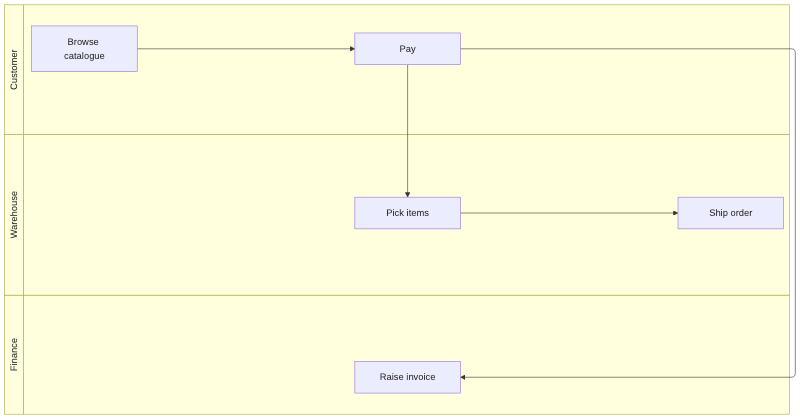 Customer
Browse
catalogue
Pay
Warehouse
Pick items
Ship order
Finance
Raise invoice